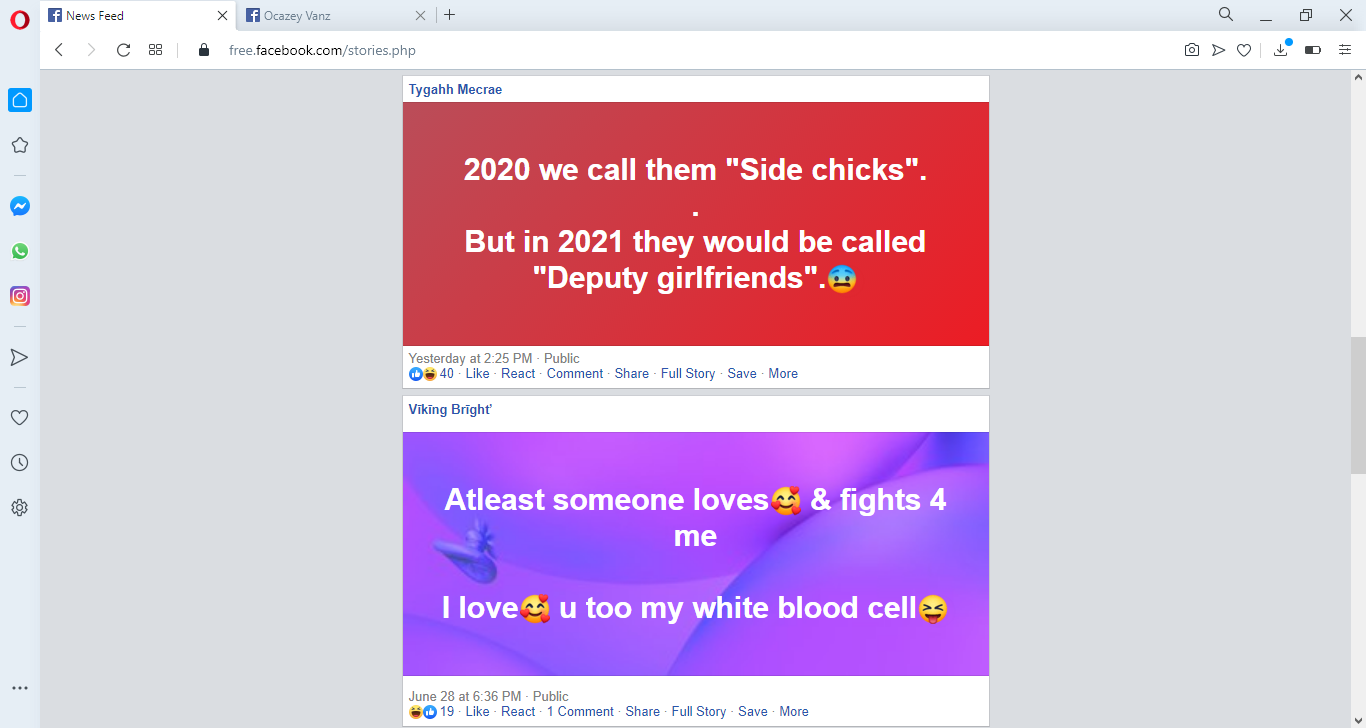 News Feed
Ocazey Vanz
free.facebook.com/stories.php
Tygahh Mecrae
2020 we call them "Side chicks".
.
But in 2021 they would be called
"Deputy girlfriends".😨
Yesterday at 2:25 PM · Public
40 · Like · React · Comment · Share · Full Story · Save · More
Vīkīng Brīghť
Atleast someone loves🥰 & fights 4
me
I love🥰 u too my white blood cell😝
June 28 at 6:36 PM · Public
19 · Like · React · 1 Comment · Share · Full Story · Save · More